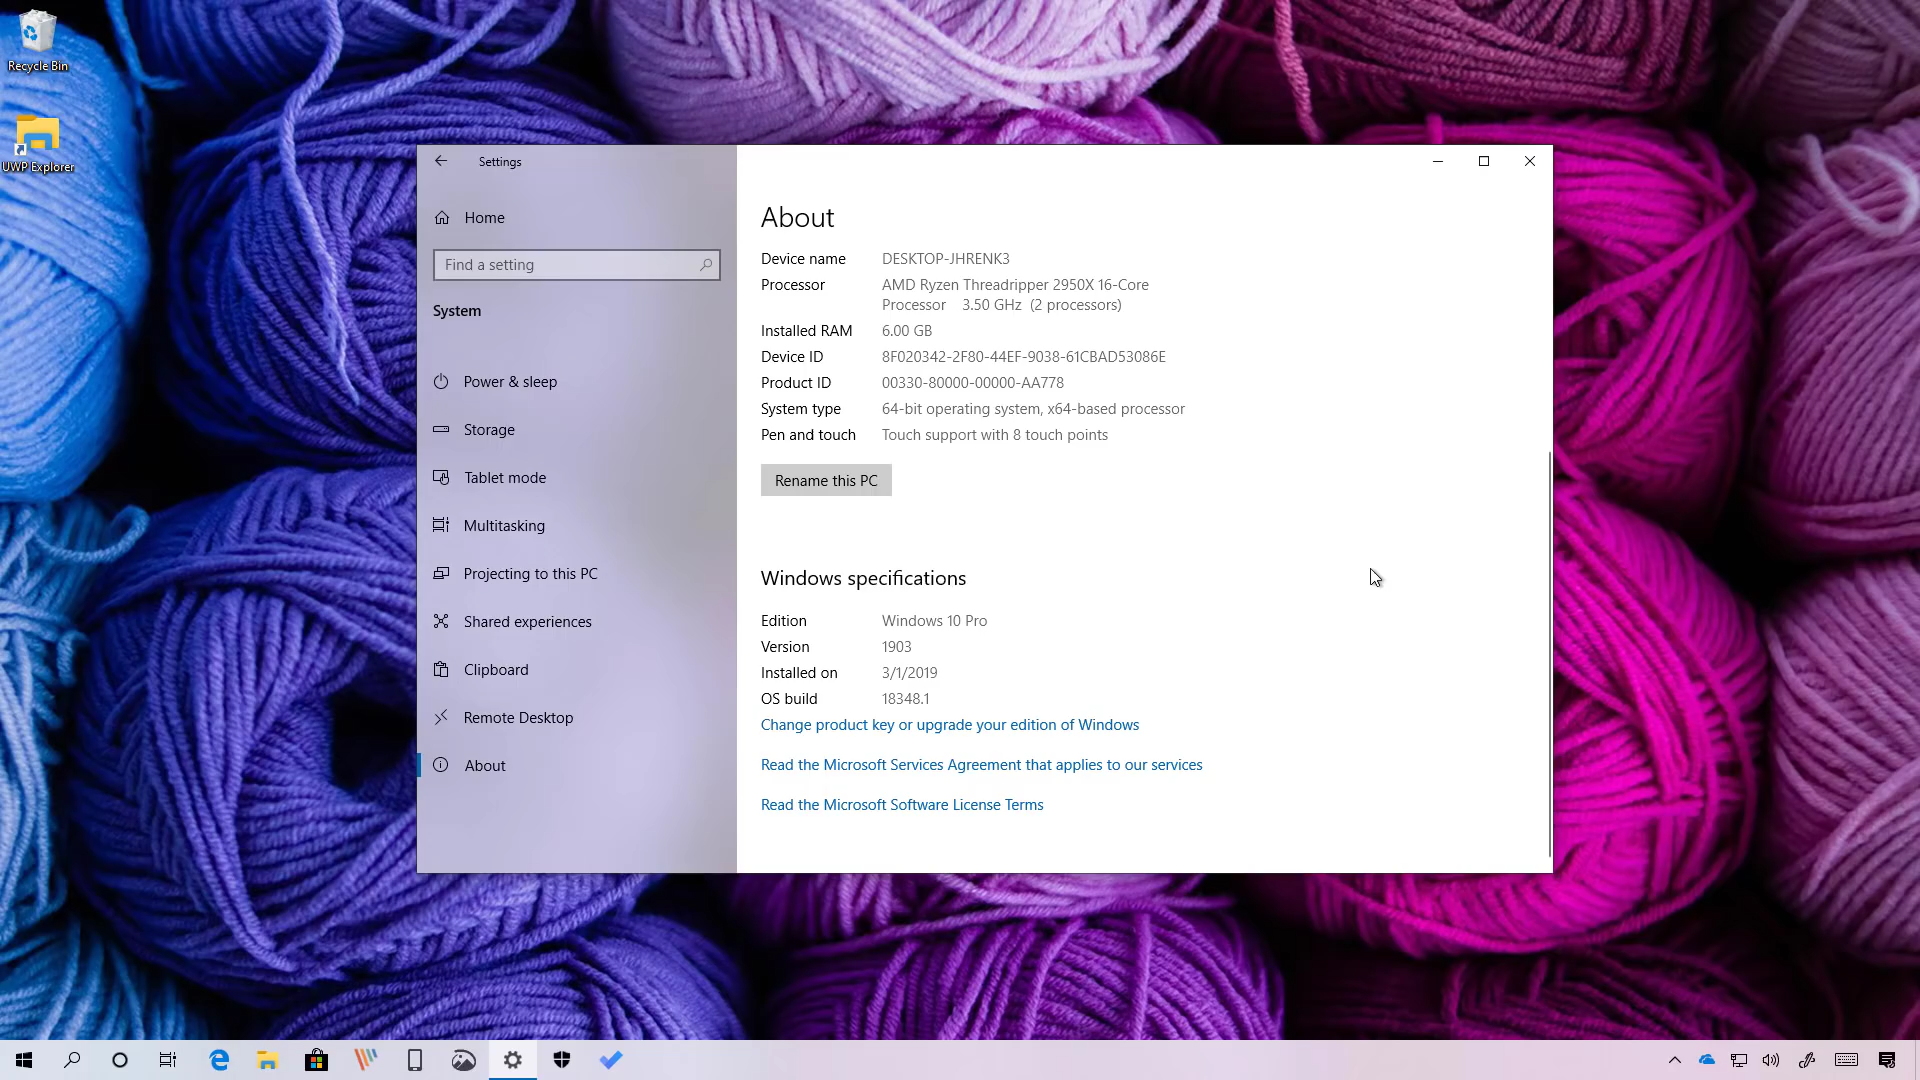 Recycle Bin
UWP Explorer
Settings
Home
Find a setting
System
Power & sleep
Storage
Tablet mode
Multitasking
Projecting to this PC
Shared experiences
Clipboard
Remote Desktop
About
About
Device name DESKTOP-JHRENK3
Processor AMD Ryzen Threadripper 2950X 16-Core
Processor 3.50 GHz (2 processors)
Installed RAM 6.00 GB
Device ID 8F020342-2F80-44EF-9038-61CBAD53086E
Product ID 00330-80000-00000-AA778
System type 64-bit operating system, x64-based processor
Pen and touch Touch support with 8 touch points
Rename this PC
Windows specifications
Edition Windows 10 Pro
Version 1903
Installed on 3/1/2019
OS build 18348.1
Change product key or upgrade your edition of Windows
Read the Microsoft Services Agreement that applies to our services
Read the Microsoft Software License Terms